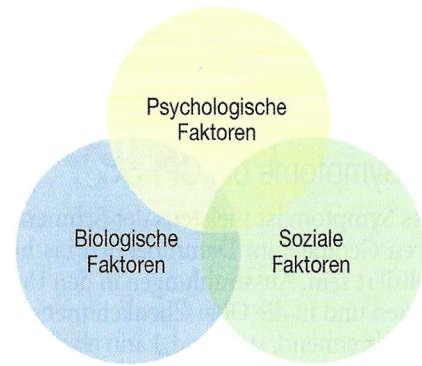 Psychologische
Faktoren
Biologische
Faktoren
Soziale
Faktoren